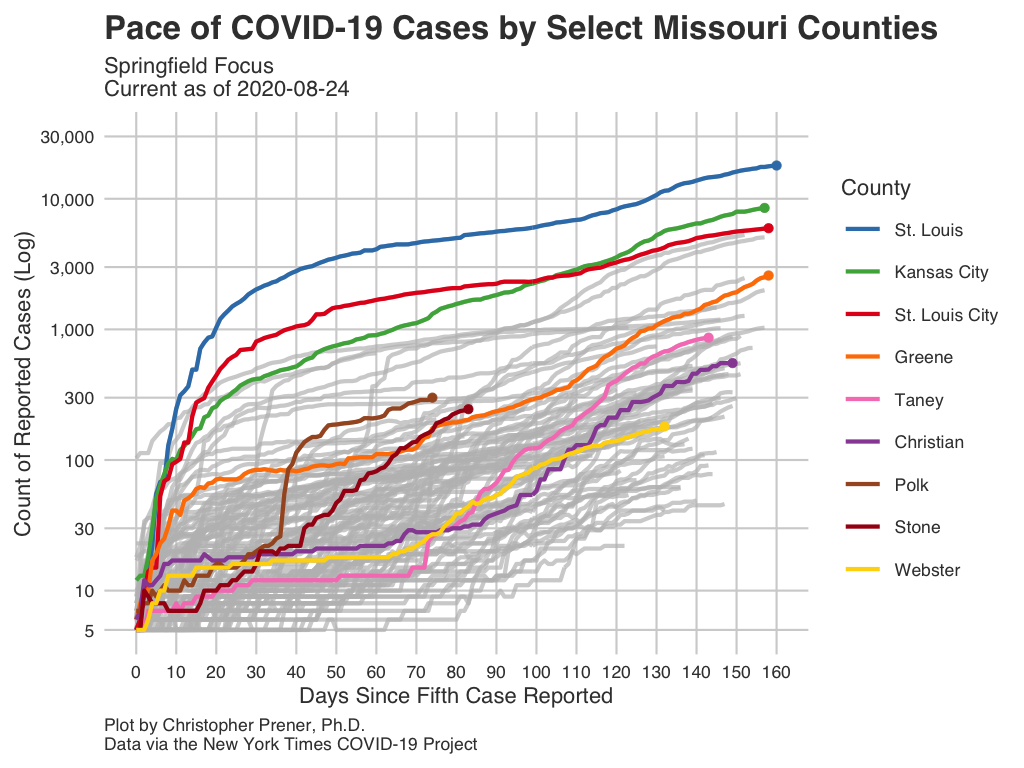 Pace of COVID-19 Cases by Select Missouri Counties
Springfield Focus
Current as of 2020-08-24
Count of Reported Cases (Log)
30,000
10,000
3,000
1,000
300
100
30
10
5
0 10 20 30 40 50 60 70 80 90 100 110 120 130 140 150 160
Days Since Fifth Case Reported
County
St. Louis
Kansas City
St. Louis City
Greene
Taney
Christian
Polk
Stone
Webster
Plot by Christopher Prener, Ph.D.
Data via the New York Times COVID-19 Project